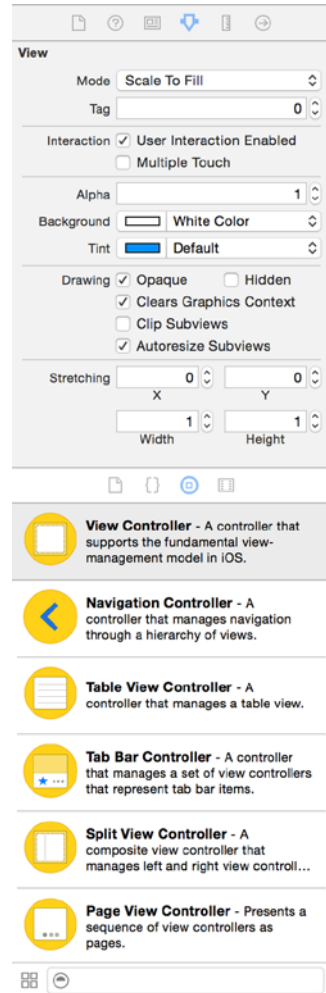 View
Mode Scale To Fill
Tag 0
Interaction User Interaction Enabled
Multiple Touch
Alpha 1
Background White Color
Tint Default
Drawing Opaque Hidden
Clears Graphics Context
Clip Subviews
Autoresize Subviews
Stretching 0 0
X Y
1 1
Width Height
View Controller - A controller that
supports the fundamental view-
management model in iOS.
Navigation Controller - A
controller that manages navigation
through a hierarchy of views.
Table View Controller - A
controller that manages a table view.
Tab Bar Controller - A controller
that manages a set of view controllers
that represent tab bar items.
Split View Controller - A
composite view controller that
manages left and right view controll...
Page View Controller - Presents a
sequence of view controllers as
pages.